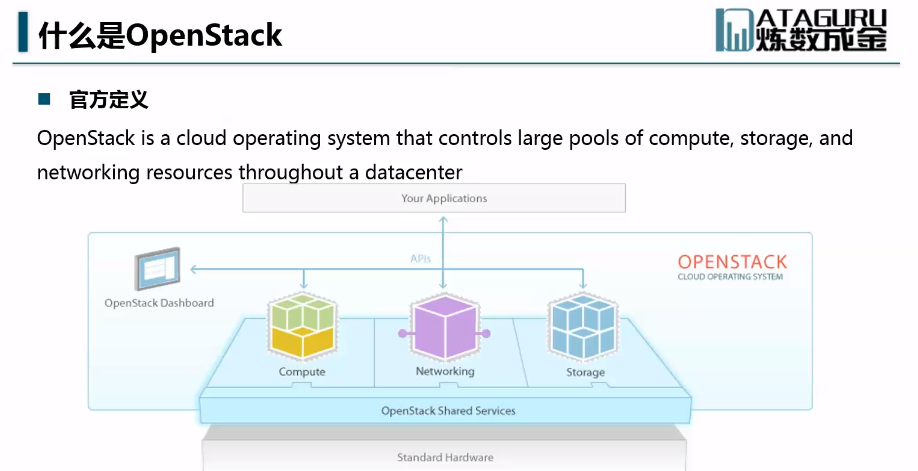 什么是OpenStack
ATAGURU
炼数成金
官方定义
OpenStack is a cloud operating system that controls large pools of compute, storage, and
networking resources throughout a datacenter
Your Applications
APIs
OPENSTACK
CLOUD OPERATING SYSTEM
OpenStack Dashboard
Compute
Networking
Storage
OpenStack Shared Services
Standard Hardware